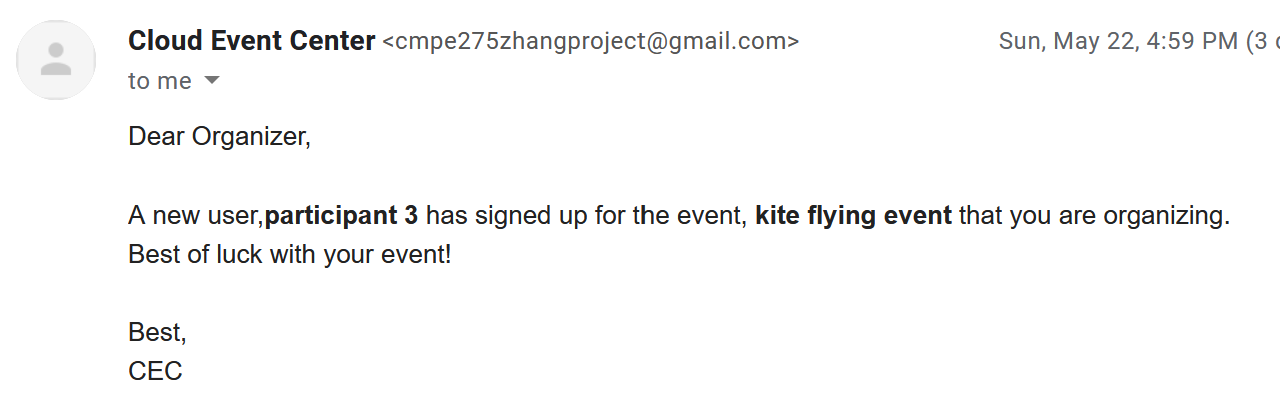 Cloud Event Center <cmpe275zhangproject@gmail.com> Sun, May 22, 4:59 PM (3
to me
Dear Organizer,
A new user,participant 3 has signed up for the event, kite flying event that you are organizing.
Best of luck with your event!
Best,
CEC